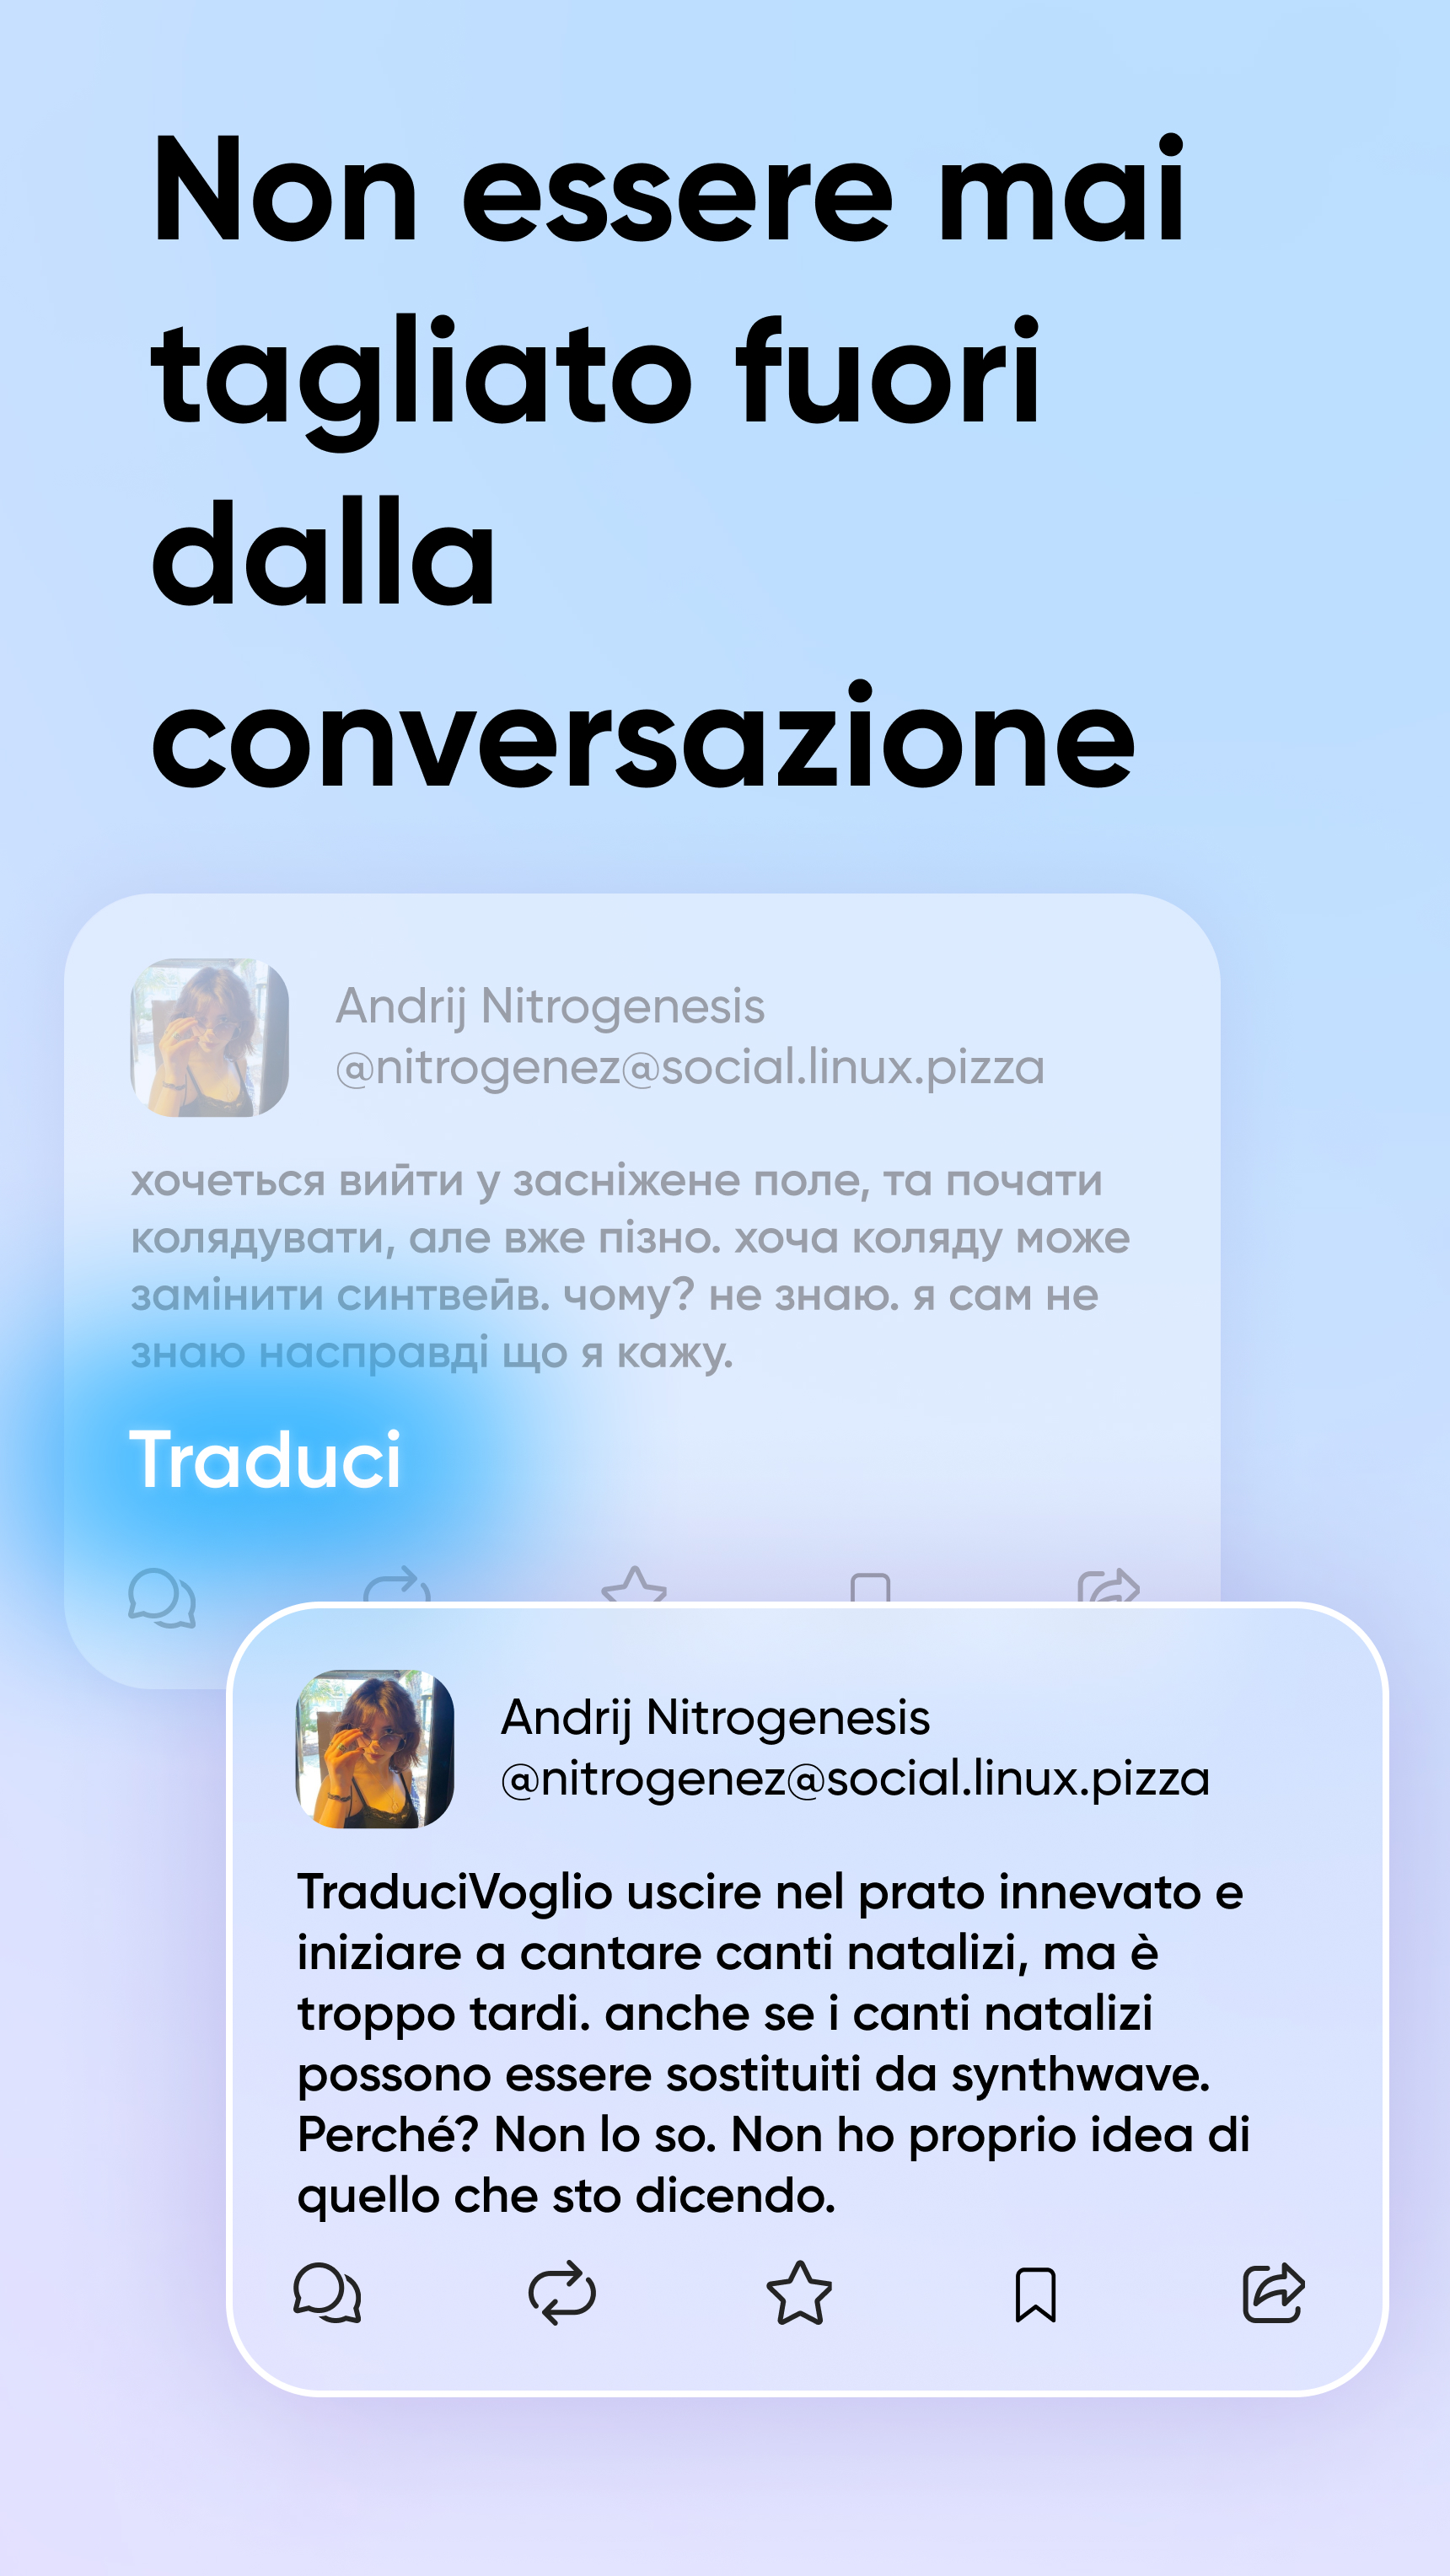 Non essere mai
tagliato fuori
dalla
conversazione
Andrij Nitrogenesis
@nitrogenez@social.linux.pizza
хочеться вийти у засніжене поле, та почати
колядувати, але вже пізно. хоча коляду може
замінити синтвейв. чому? не знаю. я сам не
знаю насправді що я кажу.
Traduci
Andrij Nitrogenesis
@nitrogenez@social.linux.pizza
TraduciVoglio uscire nel prato innevato e
iniziare a cantare canti natalizi, ma è
troppo tardi. anche se i canti natalizi
possono essere sostituiti da synthwave.
Perché? Non lo so. Non ho proprio idea di
quello che sto dicendo.